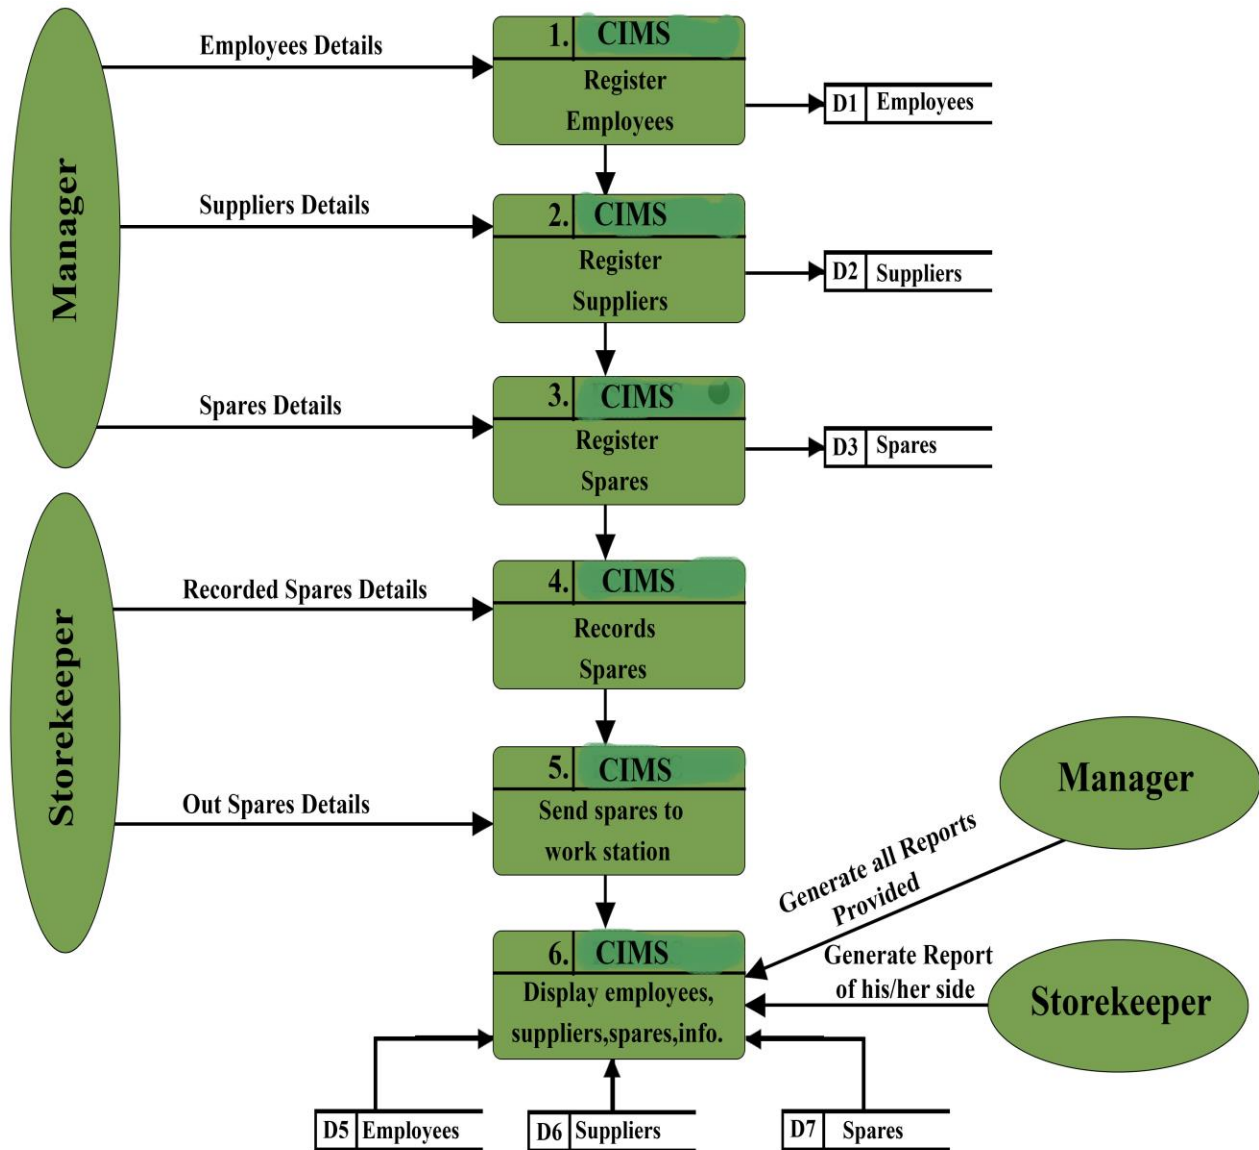 Manager
Employees Details
1. CIMS
Register
Employees
D1 Employees
Suppliers Details
2. CIMS
Register
Suppliers
D2 Suppliers
Spares Details
3. CIMS
Register
Spares
D3 Spares
Storekeeper
Recorded Spares Details
4. CIMS
Records
Spares
Out Spares Details
5. CIMS
Send spares to
work station
Manager
Generate all Reports
Provided
6. CIMS
Display employees,
suppliers,spares,info.
Generate Report
of his/her side
Storekeeper
D5 Employees
D6 Suppliers
D7 Spares